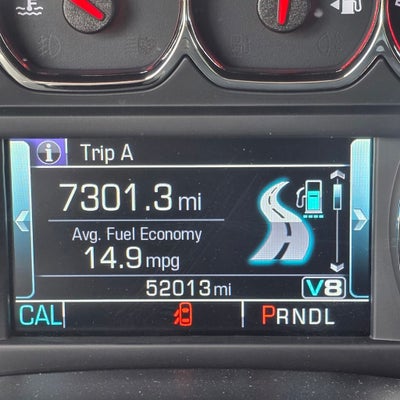 Trip A
7301.3 mi
Avg. Fuel Economy
14.9 mpg
52013 mi
V8
CAL
PRNDL